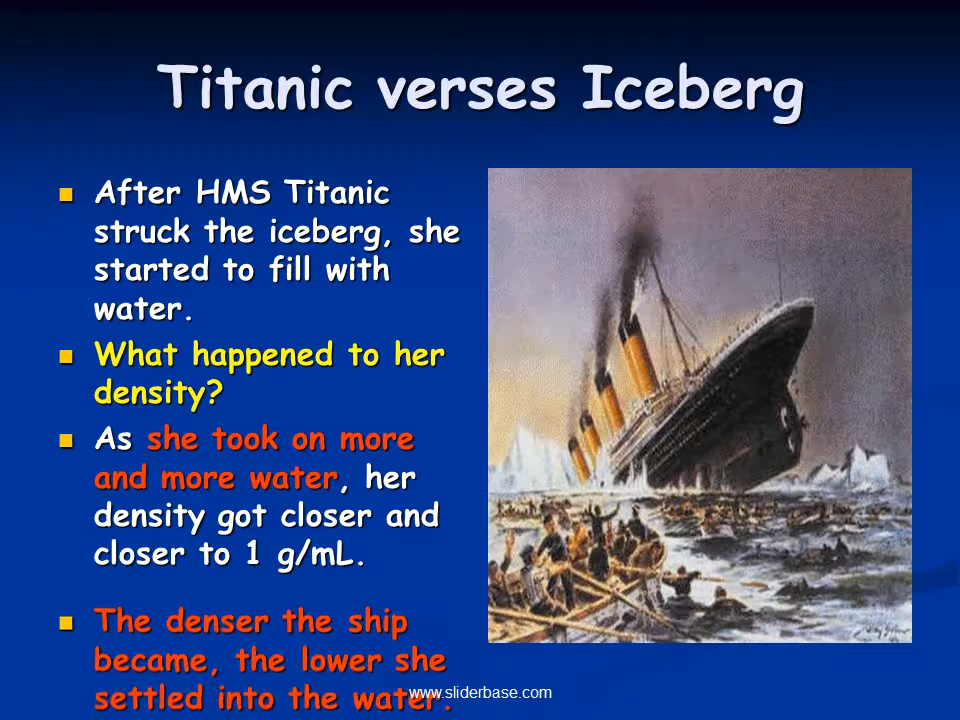 Titanic verses Iceberg
After HMS Titanic
struck the iceberg, she
started to fill with
water.
What happened to her
density?
As she took on more
and more water, her
density got closer and
closer to 1 g/mL.
The denser the ship
became, the lower she
settled into the water.
www.sliderbase.com